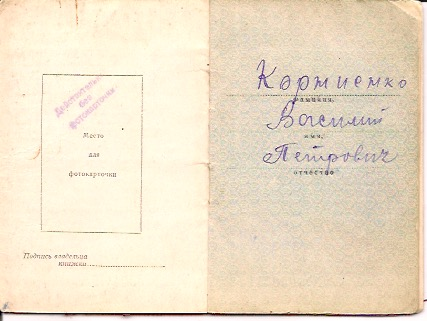 Действительно
без
фотокарточки
Место
для
фотокарточки
Подпись владельца
книжки
Корниенко
фамилия,
Василий
имя,
Петрович
отчество